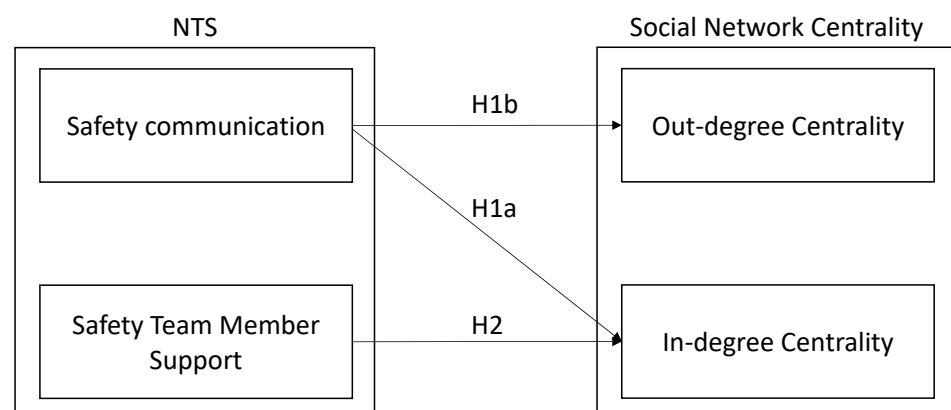 NTS
Social Network Centrality
Safety communication
H1b
Out-degree Centrality
H1a
Safety Team Member
Support
H2
In-degree Centrality